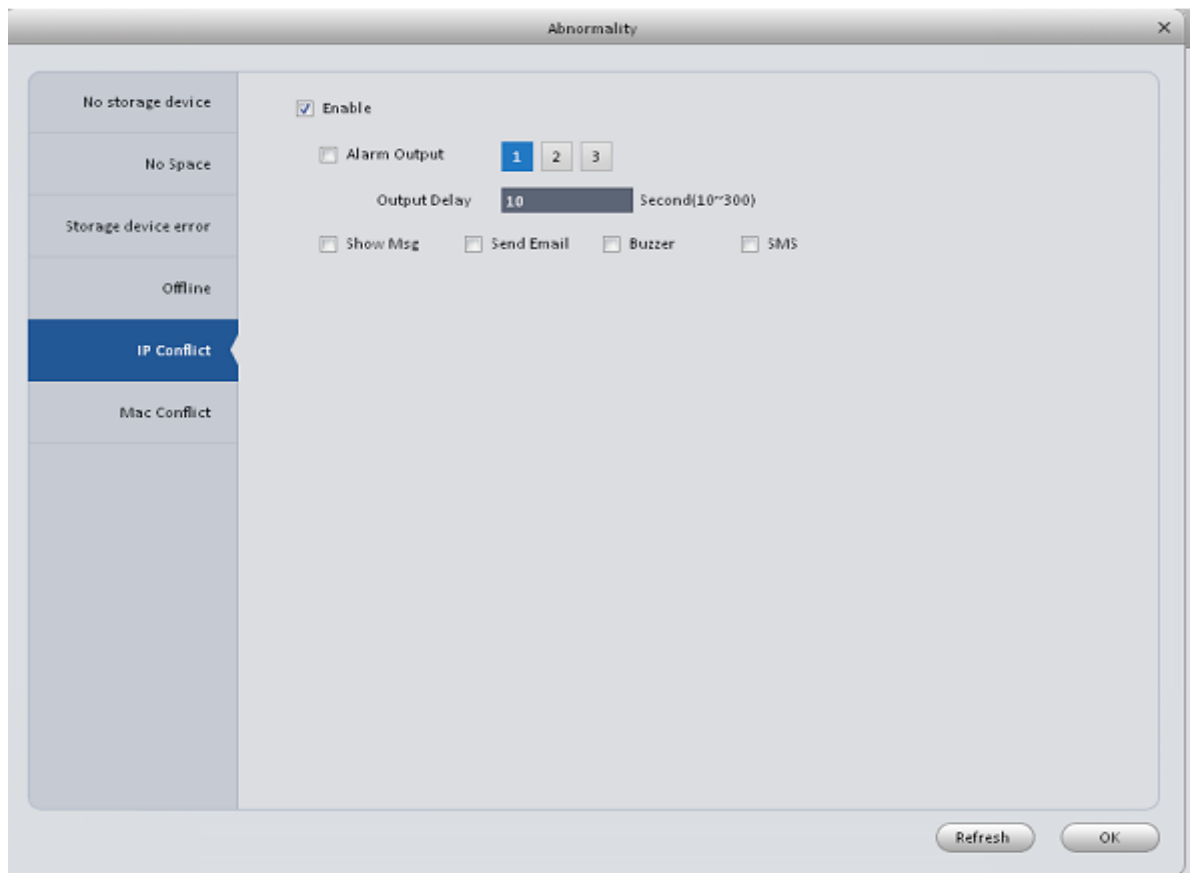 Abnormality
No storage device
No Space
Storage device error
Offline
IP Conflict
Mac Conflict
Enable
Alarm Output 1 2 3
Output Delay 10 Second(10~300)
Show Msg Send Email Buzzer SMS
Refresh OK